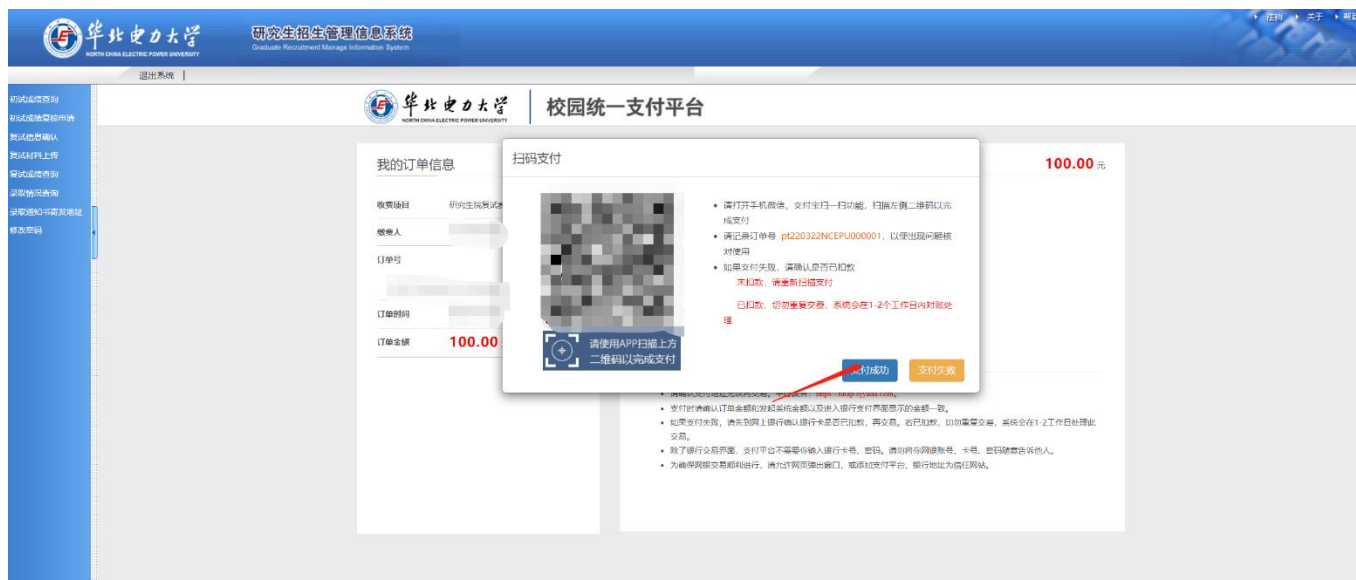 华北电力大学
NORTH CHINA ELECTRIC POWER UNIVERSITY
研究生招生管理信息系统
Graduate Recruitment Manage Information System
注销 关于 帮助
退出系统
初试成绩查询
初试成绩复核申请
复试信息确认
复试材料上传
复试成绩查询
录取情况查询
录取通知书寄发地址
修改密码
华北电力大学
NORTH CHINA ELECTRIC POWER UNIVERSITY
校园统一支付平台
我的订单信息
100.00 元
收费项目 研究生院复试
缴费人
订单号
订单时间
订单金额 100.00
扫码支付
请使用APP扫描上方
二维码以完成支付
请打开手机微信、支付宝扫一扫功能，扫描左侧二维码以完
成支付
请记录订单号 pt220322NCEPU000001，以便出现问题核
对使用
如果支付失败，请确认是否已扣款
未扣款，请重新扫描支付
已扣款，切勿重复交费，系统会在1-2个工作日内对账处
理
支付成功 支付失败
支付时请确认订单金额和发起系统金额以及进入银行支付界面显示的金额一致。
如果支付失败，请先到网上银行确认银行卡是否已扣款，再交易。若已扣款，切勿重复交费，系统会在1-2工作日处理此
交易。
除了银行交易界面，支付平台不需要你输入银行卡号、密码。请勿将你网银账号、卡号、密码随意告诉他人。
为确保网银交易顺利进行，请允许网页弹出窗口，或添加支付平台、银行地址为信任网站。